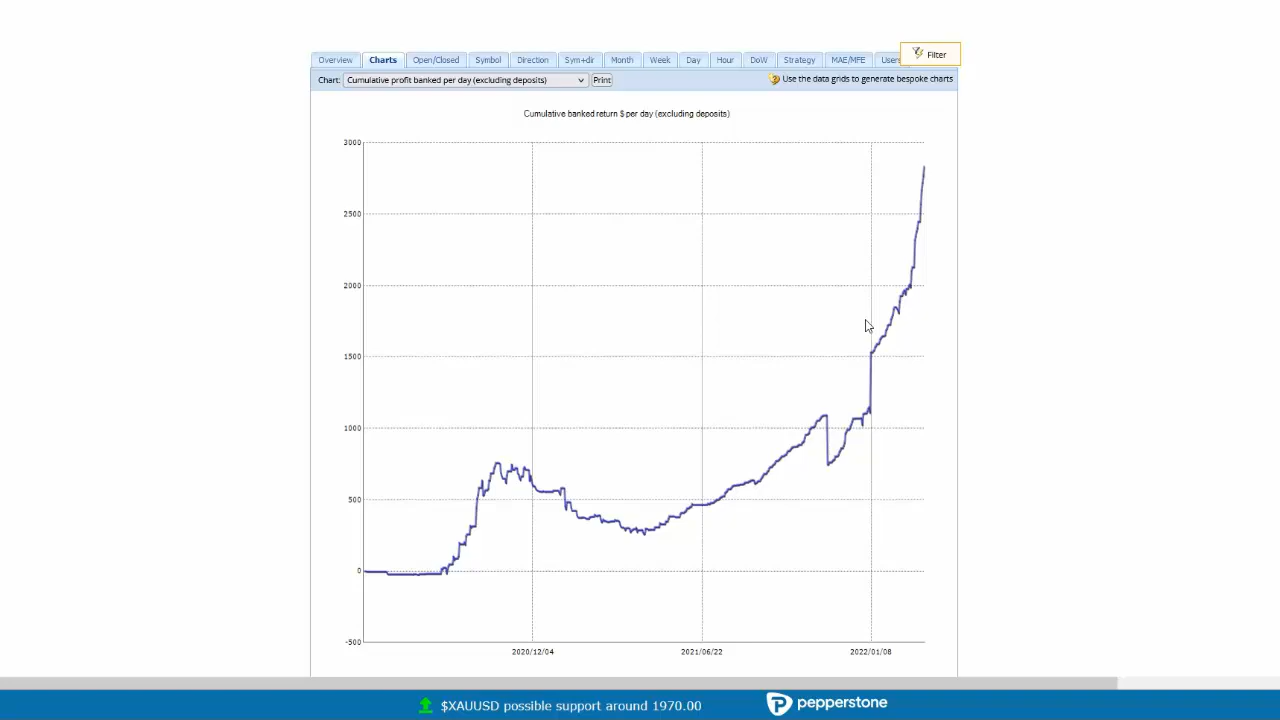 Overview Charts Open/Closed Symbol Direction Sym+dir Month Week Day Hour DoW Strategy MAE/MFE Users Filter
Chart: Cumulative profit banked per day (excluding deposits) Print Use the data grids to generate bespoke charts
Cumulative banked return $ per day (excluding deposits)
3000
2500
2000
1500
1000
500
0
-500
2020/12/04 2021/06/22 2022/01/08
$XAUUSD possible support around 1970.00 pepperstone